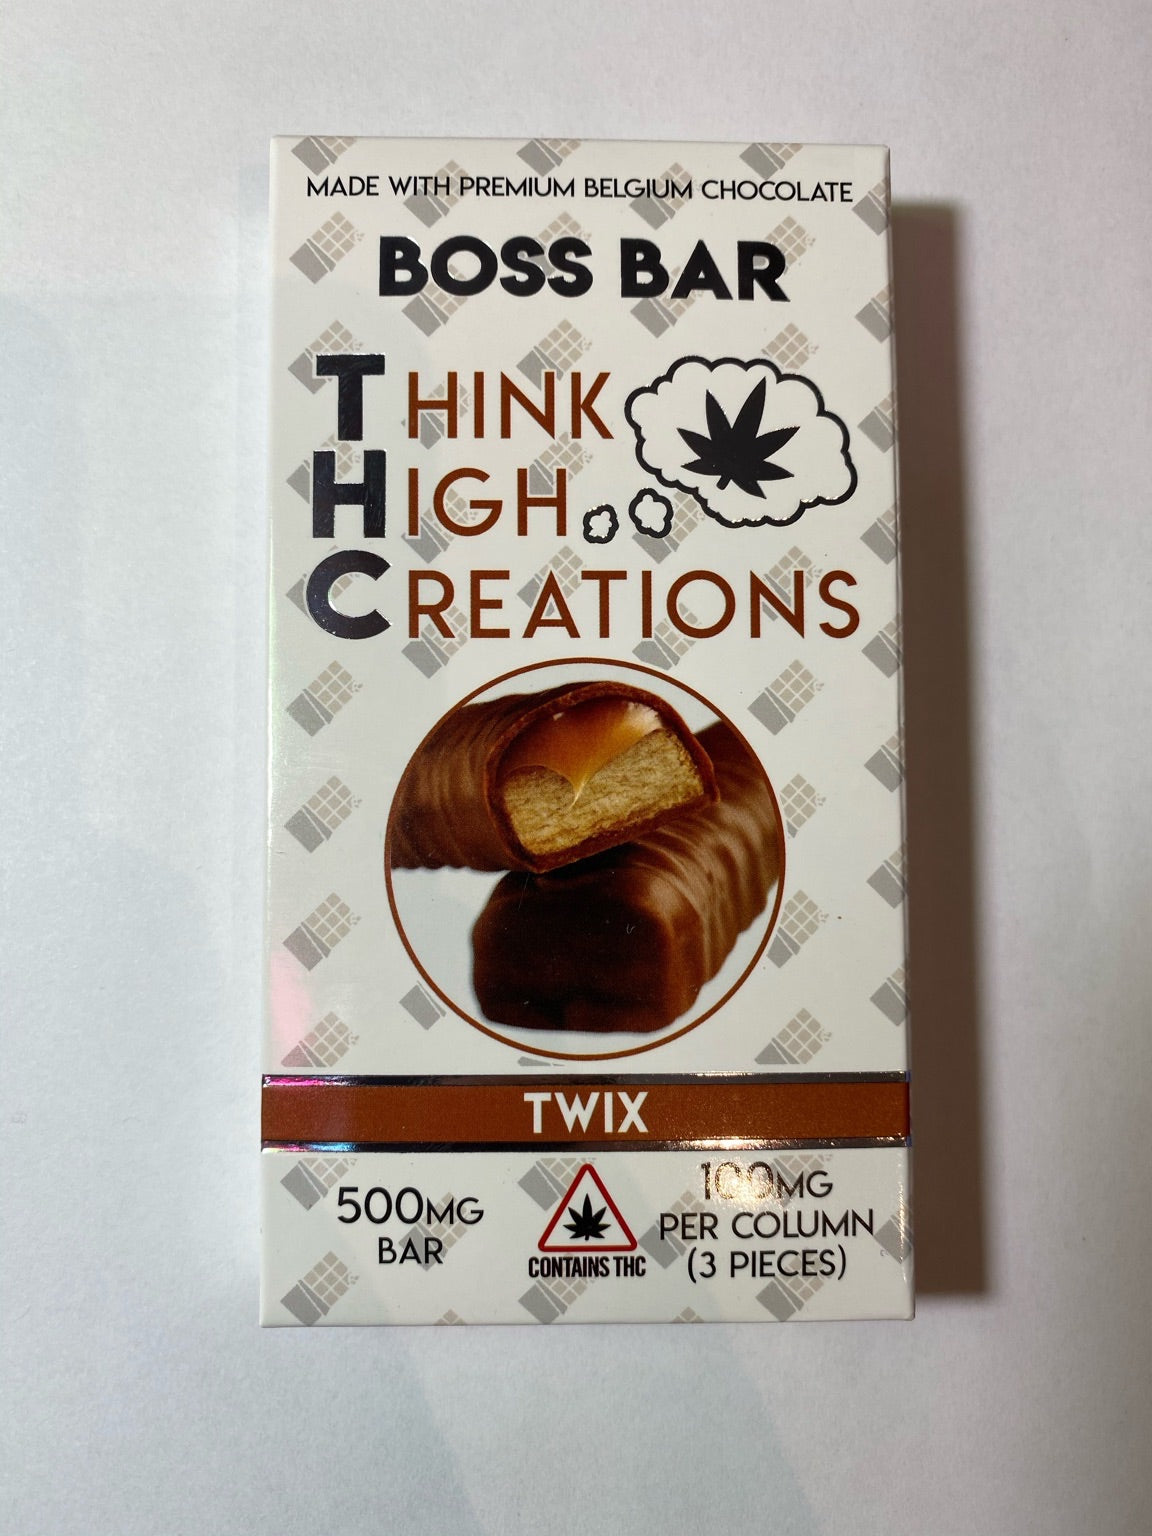 MADE WITH PREMIUM BELGIUM CHOCOLATE
BOSS BAR
THINK
HIGH
CREATIONS
TWIX
500MG
BAR
CONTAINS THC
100MG
PER COLUMN
(3 PIECES)